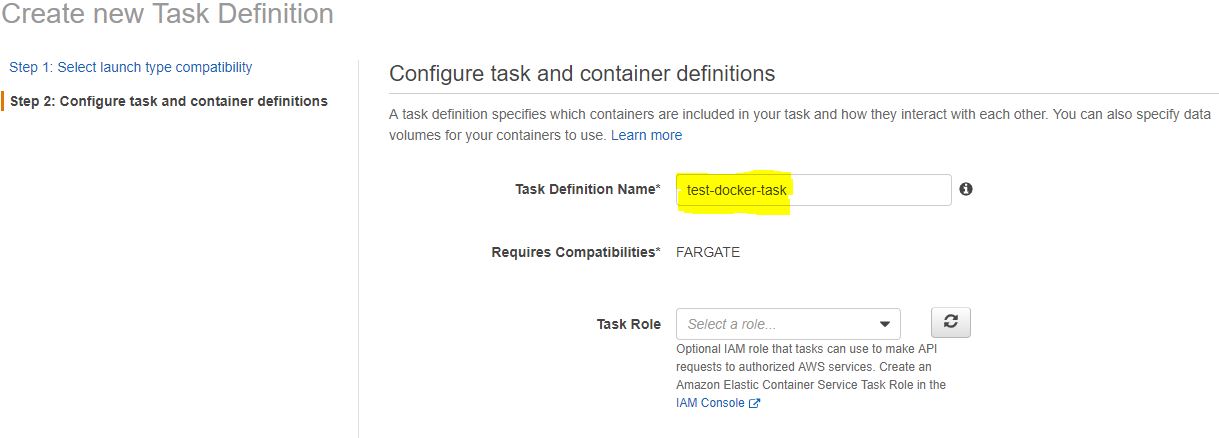 Create new Task Definition
Step 1: Select launch type compatibility
Step 2: Configure task and container definitions
Configure task and container definitions
A task definition specifies which containers are included in your task and how they interact with each other. You can also specify data
volumes for your containers to use. Learn more
Task Definition Name* test-docker-task
Requires Compatibilities* FARGATE
Task Role Select a role...
Optional IAM role that tasks can use to make API
requests to authorized AWS services. Create an
Amazon Elastic Container Service Task Role in the
IAM Console